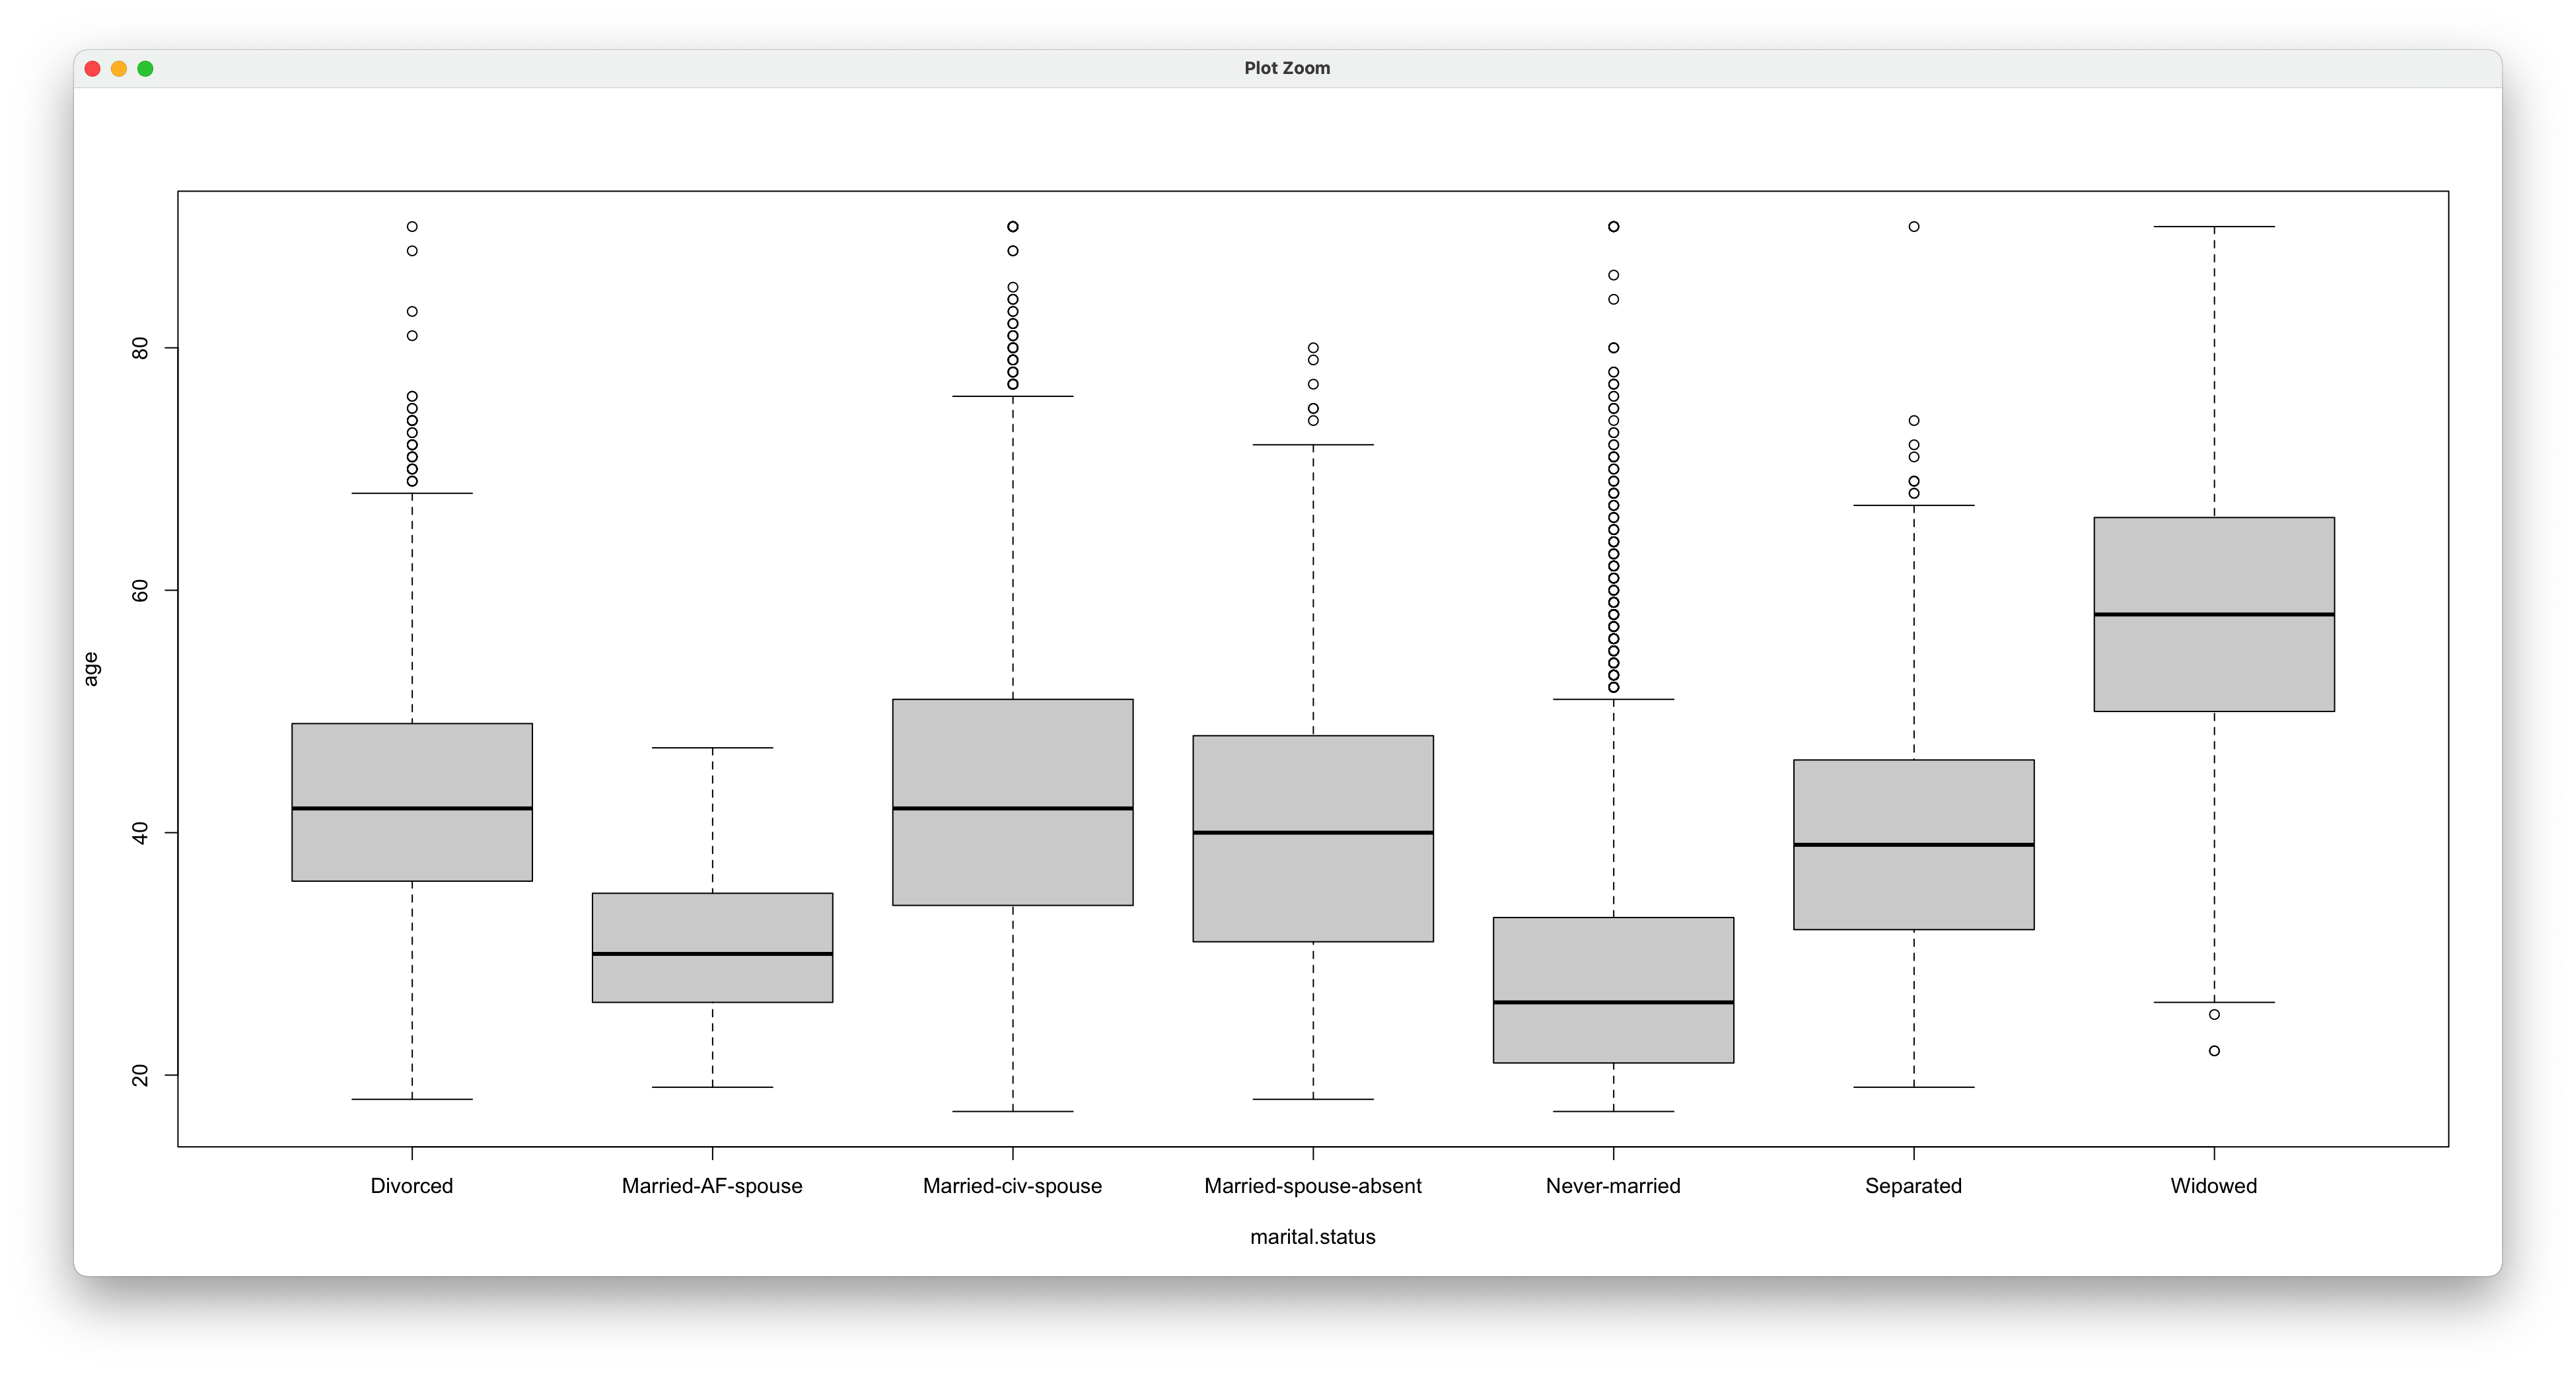 Plot Zoom
80
60
40
20
age
Divorced
Married-AF-spouse
Married-civ-spouse
Married-spouse-absent
Never-married
Separated
Widowed
marital.status